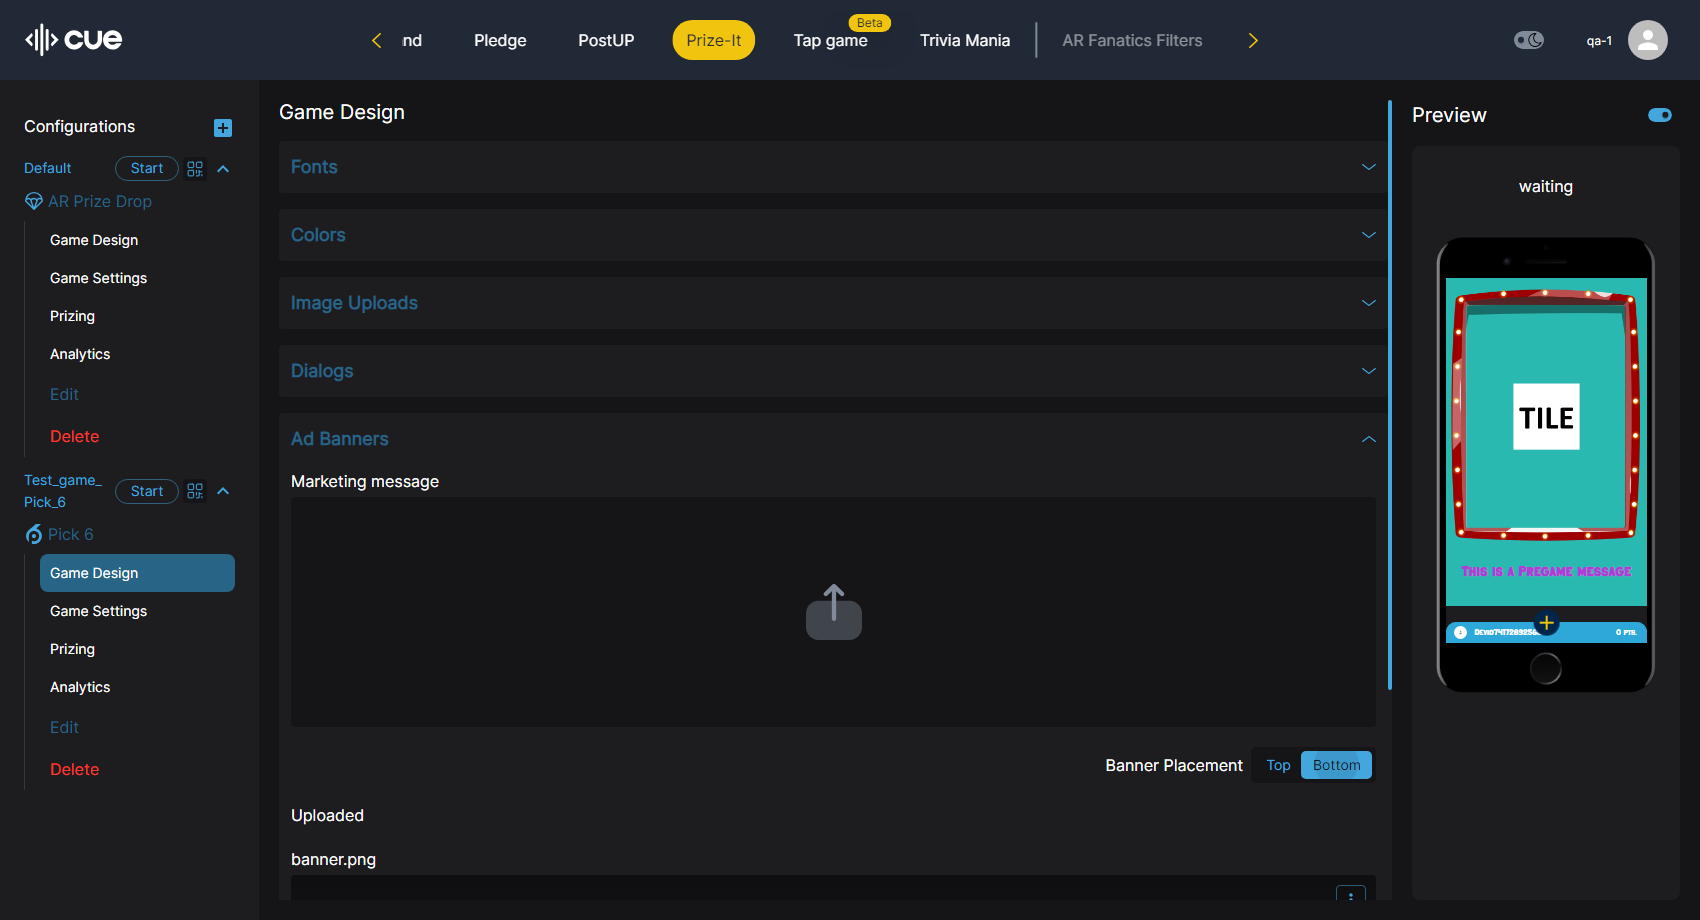 cue
nd
Pledge
PostUP
Prize-It
Beta
Tap game
Trivia Mania
AR Fanatics Filters
qa-1
Configurations
Default
Start
AR Prize Drop
Game Design
Game Settings
Prizing
Analytics
Edit
Delete
Test_game_
Pick_6
Start
Pick 6
Game Design
Game Settings
Prizing
Analytics
Edit
Delete
Game Design
Fonts
Colors
Image Uploads
Dialogs
Ad Banners
Marketing message
Banner Placement
Top
Bottom
Uploaded
banner.png
Preview
waiting
TILE
This is a Pregame message
0 pts.